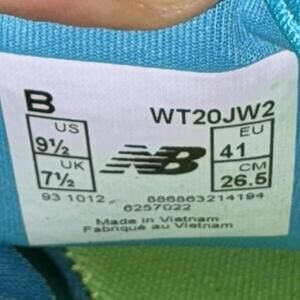 B WT20JW2
US 9½ EU 41
UK 7½ NB CM 26.5
93 1012 886863214194
6257022
Made in Vietnam
Fabriqué au Vietnam